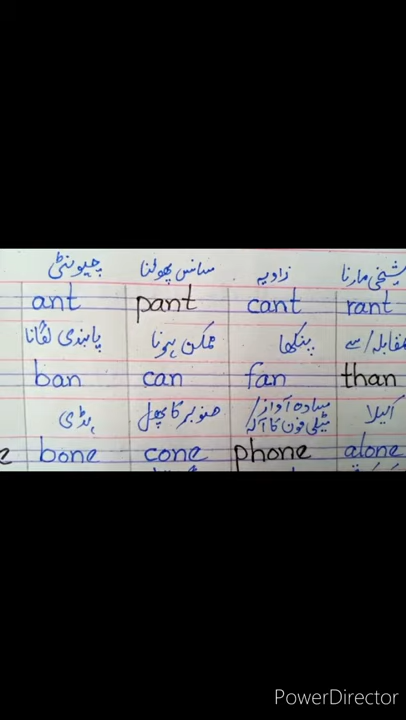 چیونٹی سانس پھولنا زاویہ شیخی مارنا
ant pant cant rant
پابندی لگانا ممکن ہونا پنکھا مقابلہ/سے
ban can fan than
ہڈی صنوبر کا پھل سادہ آواز/ اکیلا
ٹیلی فون کا آلہ
bone cone phone alone
PowerDirector